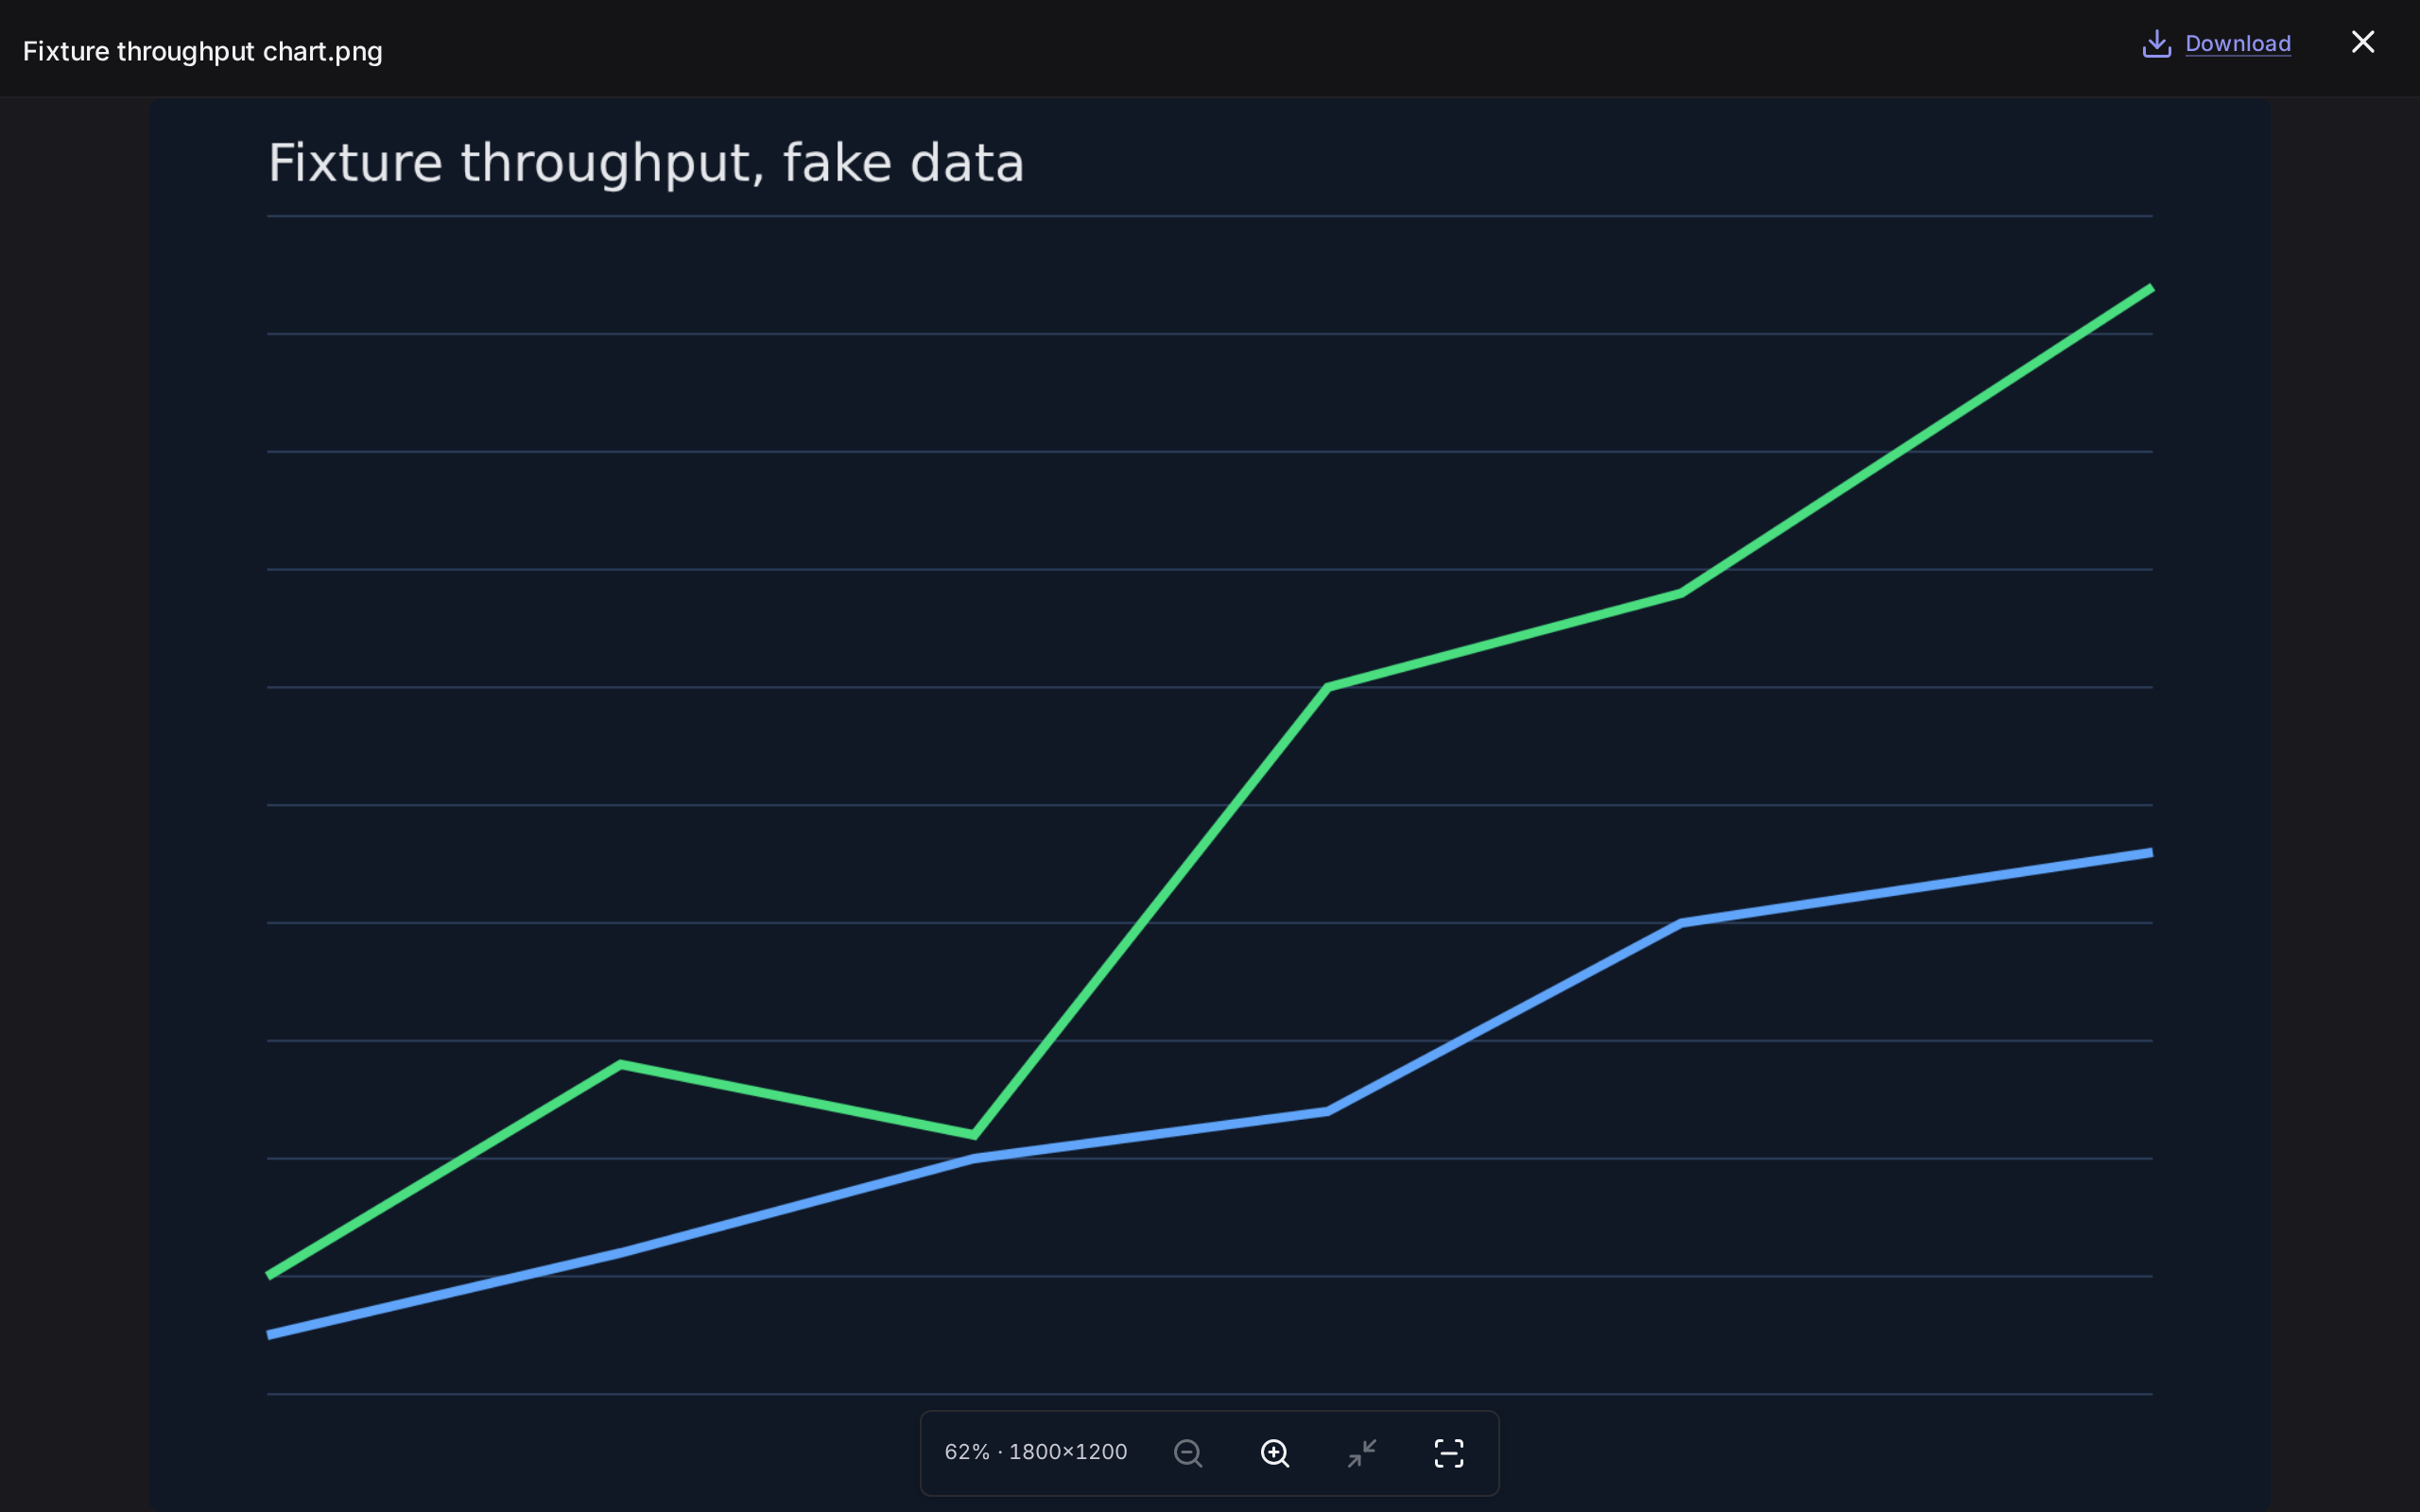 Fixture throughput chart.png
Download
Fixture throughput, fake data
62% · 1800×1200